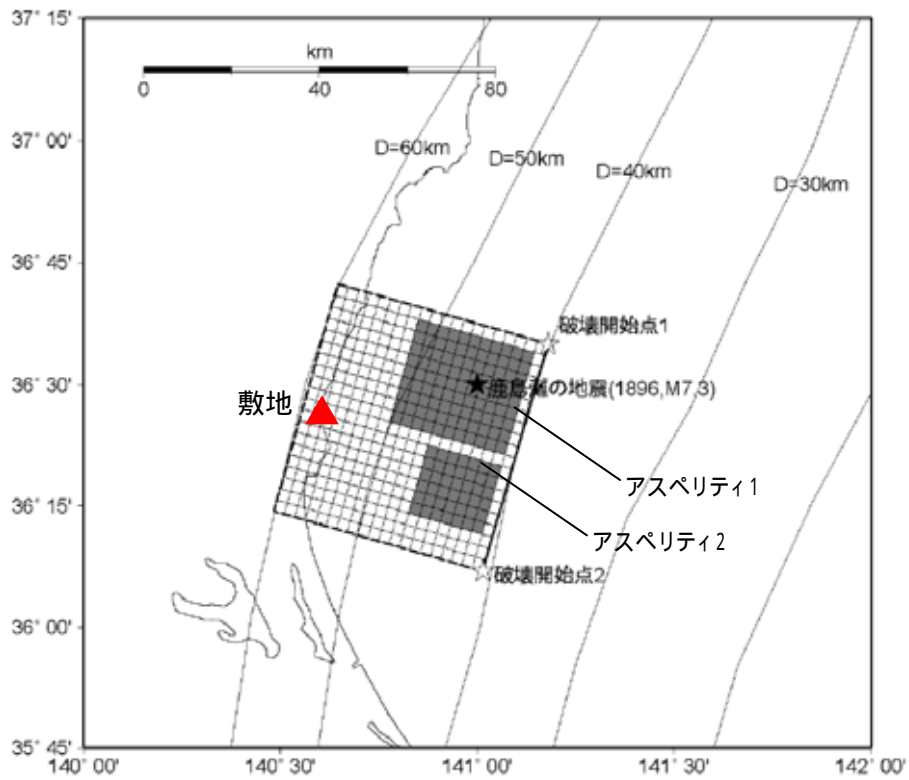 37° 15'
km
0 40 80
37° 00'
D=60km
D=50km
D=40km
D=30km
36° 45'
破壊開始点1
36° 30'
鹿島灘の地震(1896,M7.3)
敷地
アスペリティ1
36° 15'
アスペリティ2
破壊開始点2
36° 00'
35° 45'
140° 00' 140° 30' 141° 00' 141° 30' 142° 00'